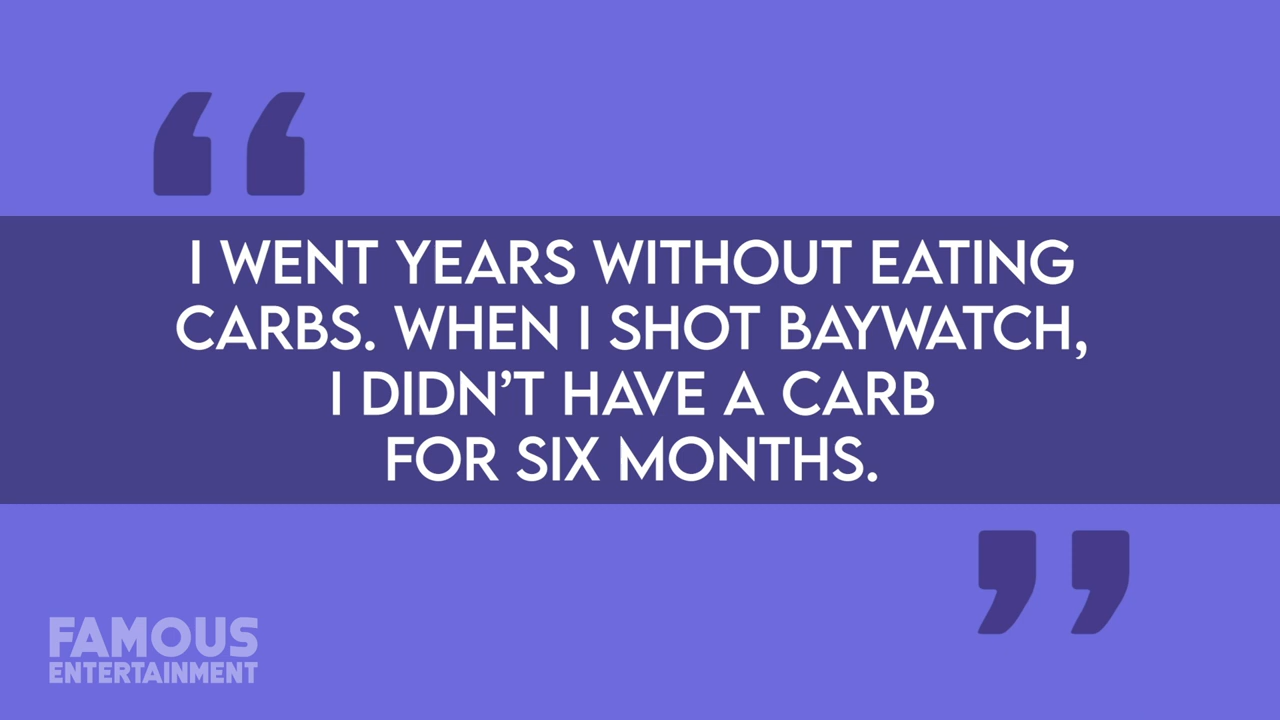 “
I WENT YEARS WITHOUT EATING
CARBS. WHEN I SHOT BAYWATCH,
I DIDN’T HAVE A CARB
FOR SIX MONTHS.
”
FAMOUS
ENTERTAINMENT